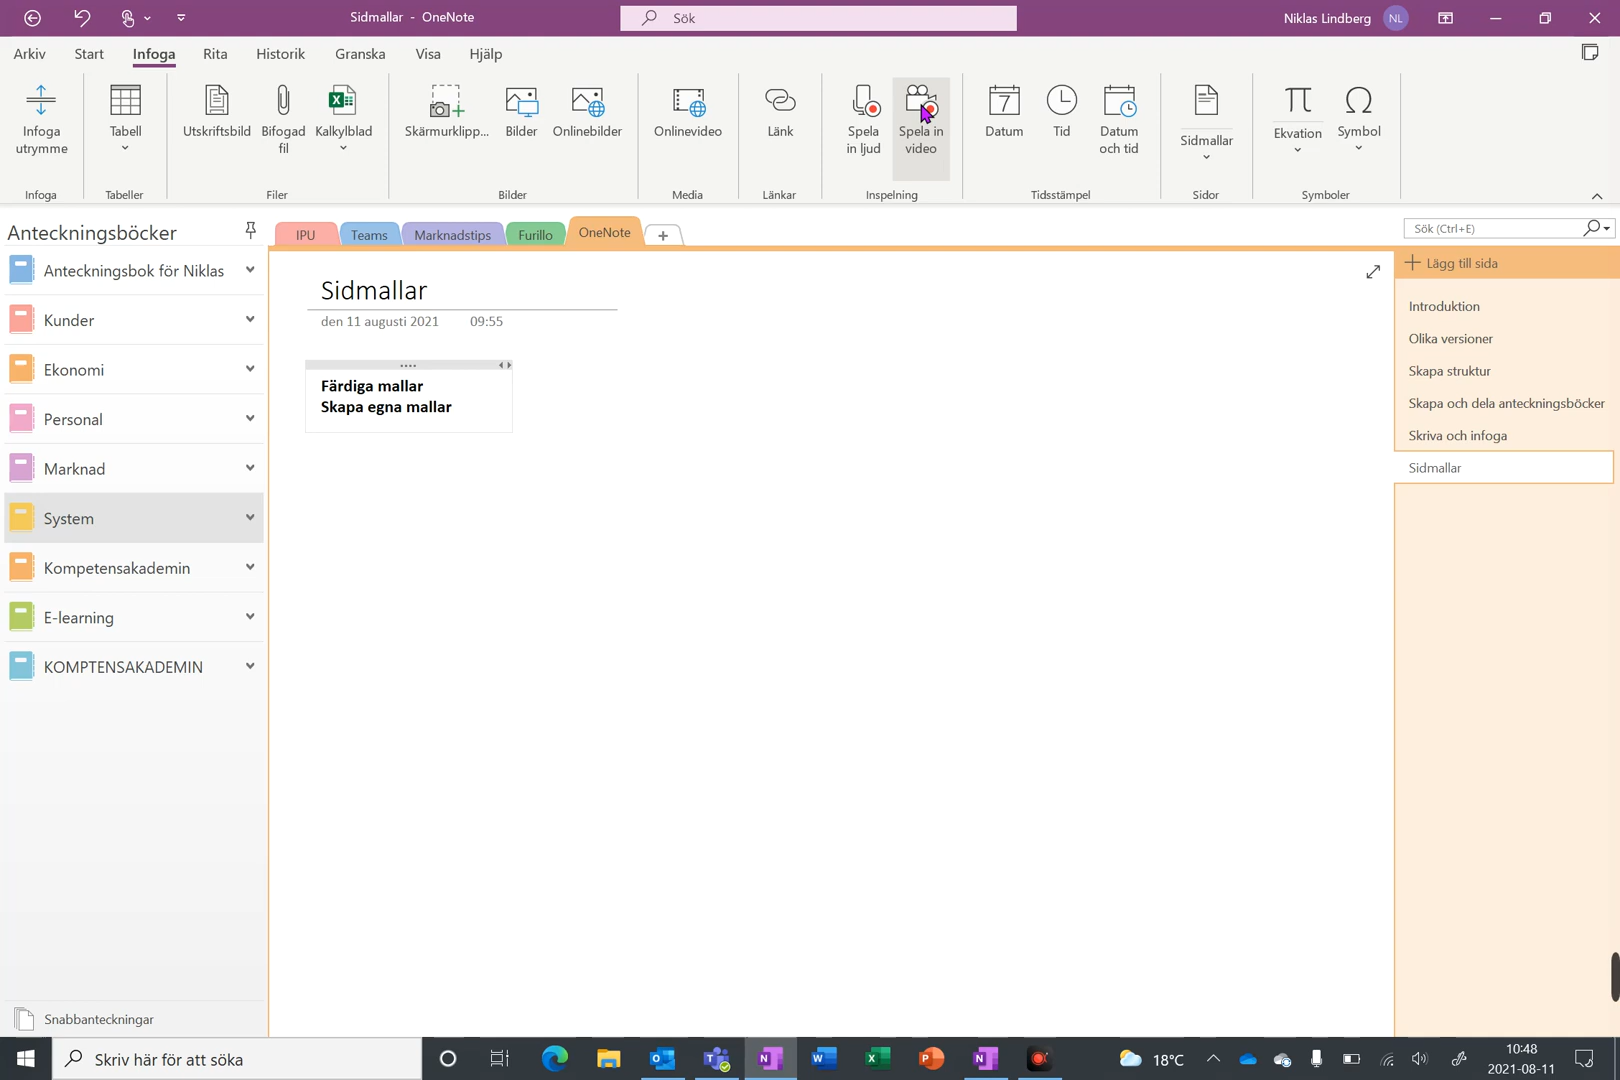 Sidmallar - OneNote
Sök
Niklas Lindberg
NL
Arkiv
Start
Infoga
Rita
Historik
Granska
Visa
Hjälp
Infoga utrymme
Tabell
Utskriftsbild
Bifogad fil
Kalkylblad
Skärmurklipp...
Bilder
Onlinebilder
Onlinevideo
Länk
Spela in ljud
Spela in video
7
Datum
Tid
Datum och tid
Sidmallar
Ekvation
Symbol
Infoga
Tabeller
Filer
Bilder
Media
Länkar
Inspelning
Tidsstämpel
Sidor
Symboler
Anteckningsböcker
IPU
Teams
Marknadstips
Furillo
OneNote
Sök (Ctrl+E)
Anteckningsbok för Niklas
Kunder
Ekonomi
Personal
Marknad
System
Kompetensakademin
E-learning
KOMPTENSAKADEMIN
Snabbanteckningar
Sidmallar
den 11 augusti 2021 09:55
Färdiga mallar
Skapa egna mallar
Lägg till sida
Introduktion
Olika versioner
Skapa struktur
Skapa och dela anteckningsböcker
Skriva och infoga
Sidmallar
Skriv här för att söka
18°C
10:48
2021-08-11